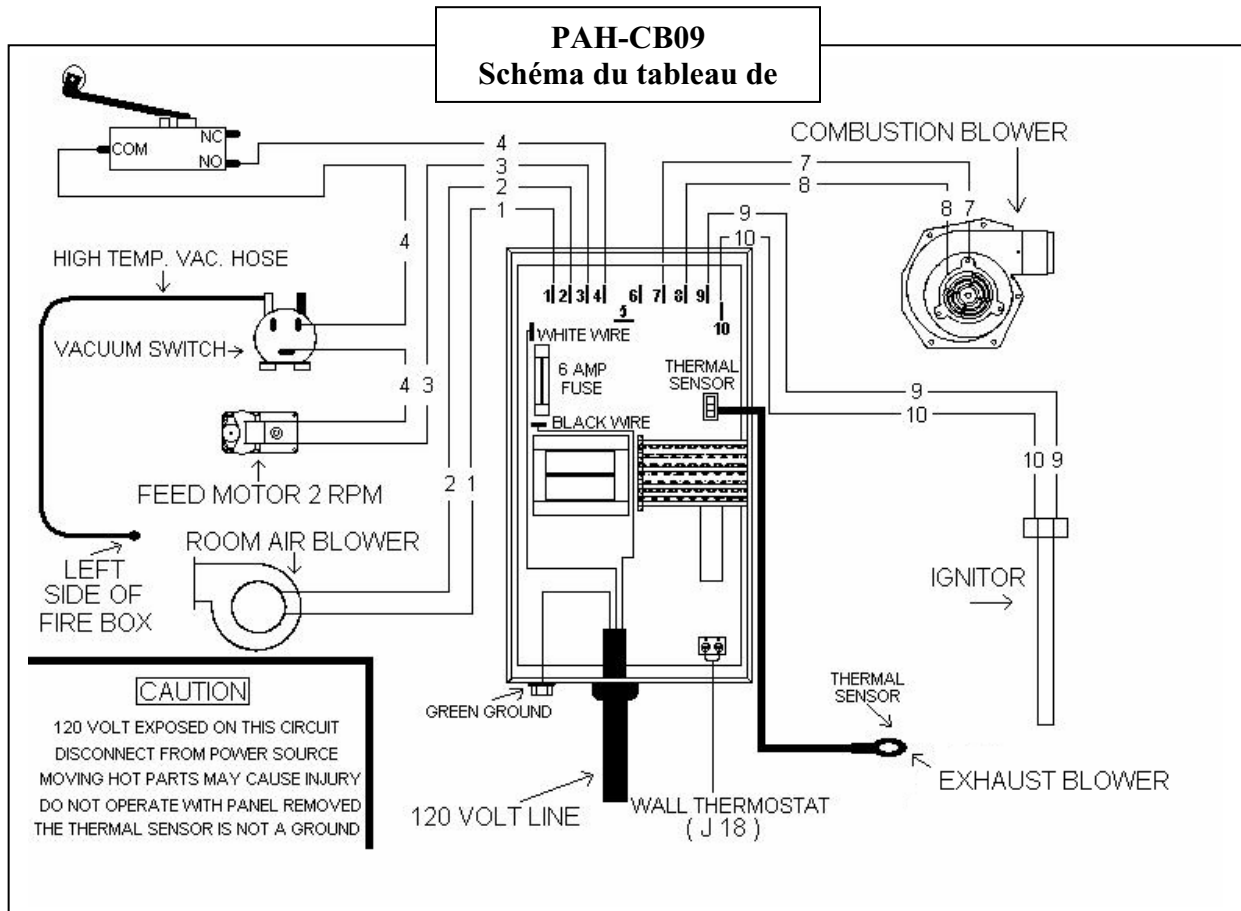 PAH-CB09
Schéma du tableau de
COM
NC
NO
4
3
2
1
7
8
COMBUSTION BLOWER
8 7
9
10
4
HIGH TEMP. VAC. HOSE
VACUUM SWITCH
4 3
FEED MOTOR 2 RPM
2 1
ROOM AIR BLOWER
LEFT
SIDE OF
FIRE BOX
1 2 3 4 6 7 8 9
5
10
WHITE WIRE
6 AMP
FUSE
BLACK WIRE
THERMAL
SENSOR
9
10
10 9
IGNITOR
GREEN GROUND
120 VOLT LINE
WALL THERMOSTAT
( J 18 )
THERMAL
SENSOR
EXHAUST BLOWER
CAUTION
120 VOLT EXPOSED ON THIS CIRCUIT
DISCONNECT FROM POWER SOURCE
MOVING HOT PARTS MAY CAUSE INJURY
DO NOT OPERATE WITH PANEL REMOVED
THE THERMAL SENSOR IS NOT A GROUND